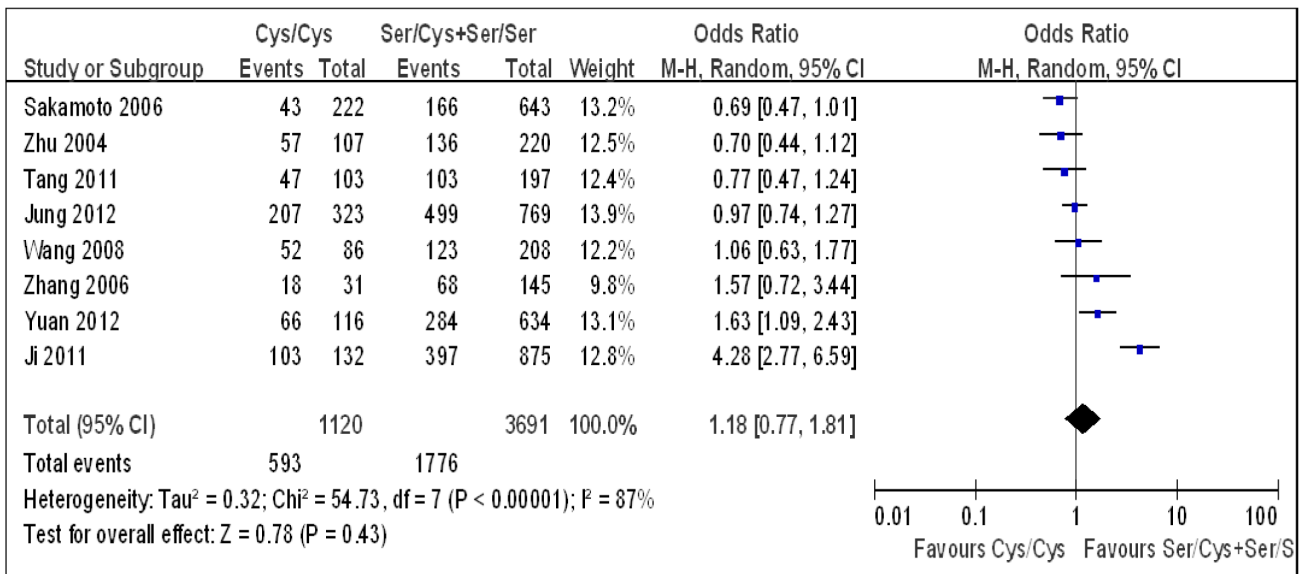 Cys/Cys Ser/Cys+Ser/Ser Odds Ratio Odds Ratio
Study or Subgroup Events Total Events Total Weight M-H, Random, 95% CI M-H, Random, 95% CI
Sakamoto 2006 43 222 166 643 13.2% 0.69 [0.47, 1.01]
Zhu 2004 57 107 136 220 12.5% 0.70 [0.44, 1.12]
Tang 2011 47 103 103 197 12.4% 0.77 [0.47, 1.24]
Jung 2012 207 323 499 769 13.9% 0.97 [0.74, 1.27]
Wang 2008 52 86 123 208 12.2% 1.06 [0.63, 1.77]
Zhang 2006 18 31 68 145 9.8% 1.57 [0.72, 3.44]
Yuan 2012 66 116 284 634 13.1% 1.63 [1.09, 2.43]
Ji 2011 103 132 397 875 12.8% 4.28 [2.77, 6.59]
Total (95% CI) 1120 3691 100.0% 1.18 [0.77, 1.81]
Total events 593 1776
Heterogeneity: Tau² = 0.32; Chi² = 54.73, df = 7 (P < 0.00001); I² = 87%
Test for overall effect: Z = 0.78 (P = 0.43)
0.01 0.1 1 10 100
Favours Cys/Cys Favours Ser/Cys+Ser/S